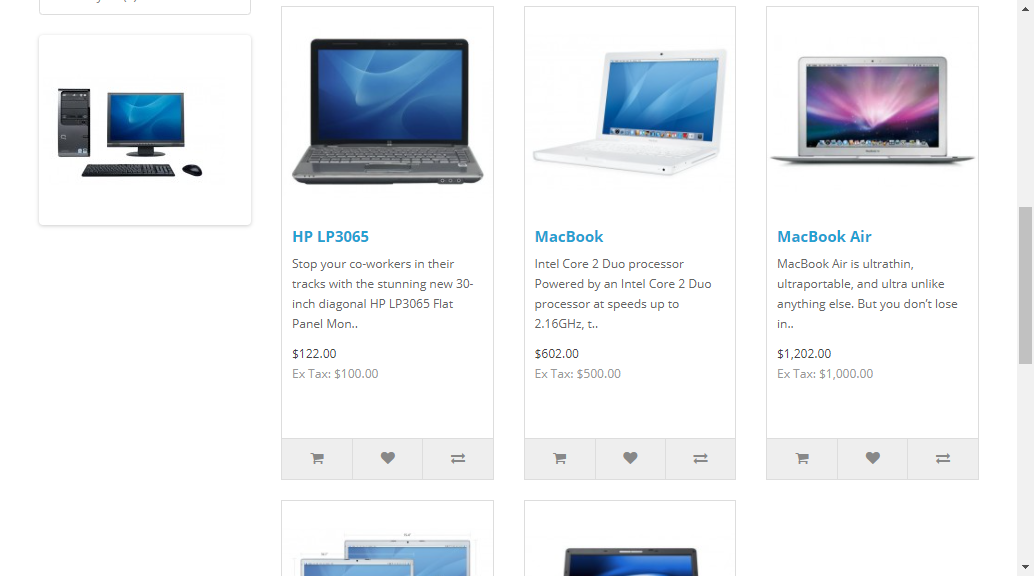 HP LP3065
Stop your co-workers in their
tracks with the stunning new 30-
inch diagonal HP LP3065 Flat
Panel Mon..
$122.00
Ex Tax: $100.00
MacBook
Intel Core 2 Duo processor
Powered by an Intel Core 2 Duo
processor at speeds up to
2.16GHz, t..
$602.00
Ex Tax: $500.00
MacBook Air
MacBook Air is ultrathin,
ultraportable, and ultra unlike
anything else. But you don’t lose
in..
$1,202.00
Ex Tax: $1,000.00